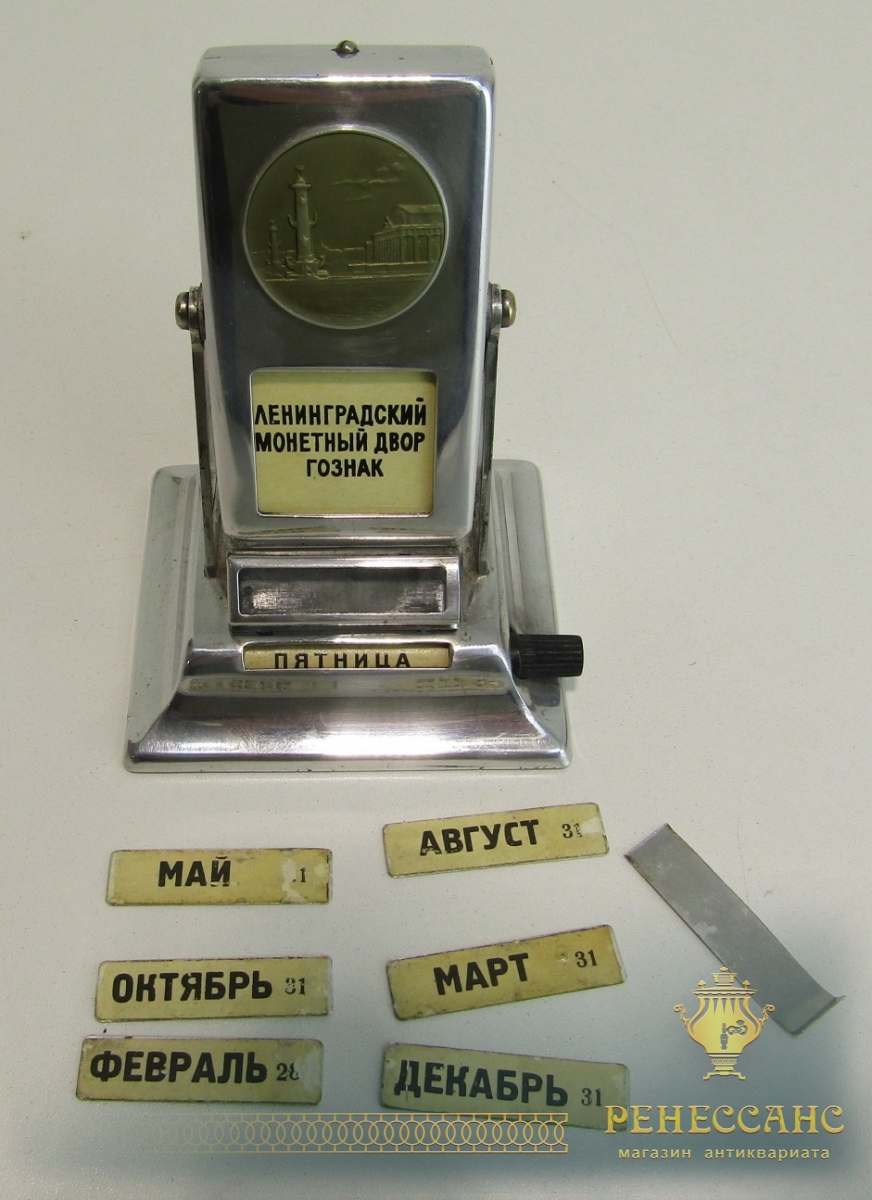 ЛЕНИНГРАДСКИЙ
МОНЕТНЫЙ ДВОР
ГОЗНАК
ПЯТНИЦА
АВГУСТ 31
МАЙ
МАРТ 31
ОКТЯБРЬ 31
ФЕВРАЛЬ 28
ДЕКАБРЬ 31
РЕНЕССАНС
магазин антиквариата